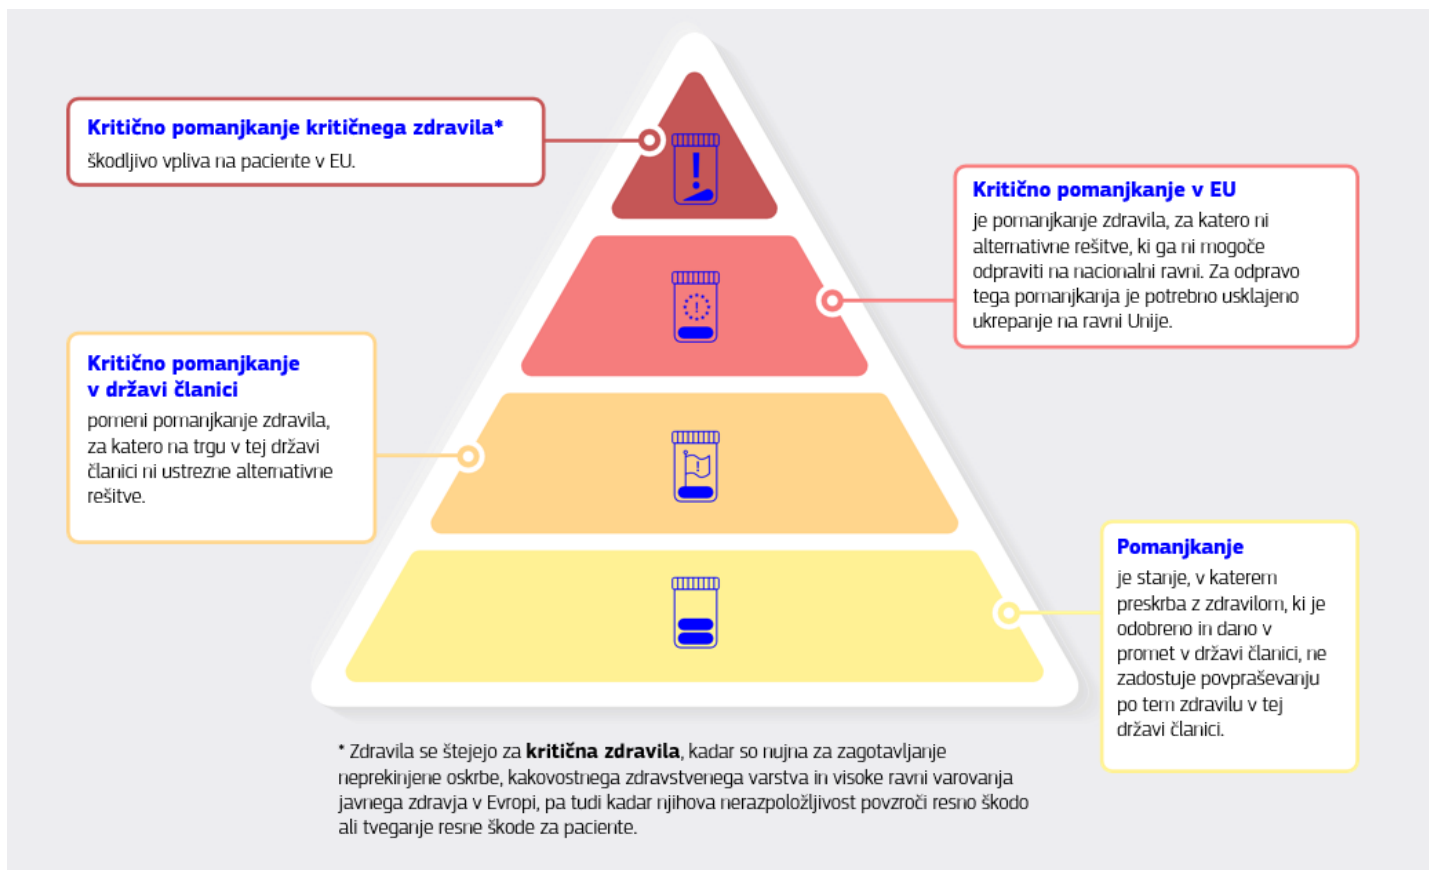 Kritično pomanjkanje kritičnega zdravila*
škodljivo vpliva na paciente v EU.
Kritično pomanjkanje v EU
je pomanjkanje zdravila, za katero ni
alternativne rešitve, ki ga ni mogoče
odpraviti na nacionalni ravni. Za odpravo
tega pomanjkanja je potrebno usklajeno
ukrepanje na ravni Unije.
Kritično pomanjkanje
v državi članici
pomeni pomanjkanje zdravila,
za katero na trgu v tej državi
članici ni ustrezne alternativne
rešitve.
Pomanjkanje
je stanje, v katerem
preskrba z zdravilom, ki je
odobreno in dano v
promet v državi članici, ne
zadostuje povpraševanju
po tem zdravilu v tej
državi članici.
* Zdravila se štejejo za kritična zdravila, kadar so nujna za zagotavljanje
neprekinjene oskrbe, kakovostnega zdravstvenega varstva in visoke ravni varovanja
javnega zdravja v Evropi, pa tudi kadar njihova nerazpoložljivost povzroči resno škodo
ali tveganje resne škode za paciente.